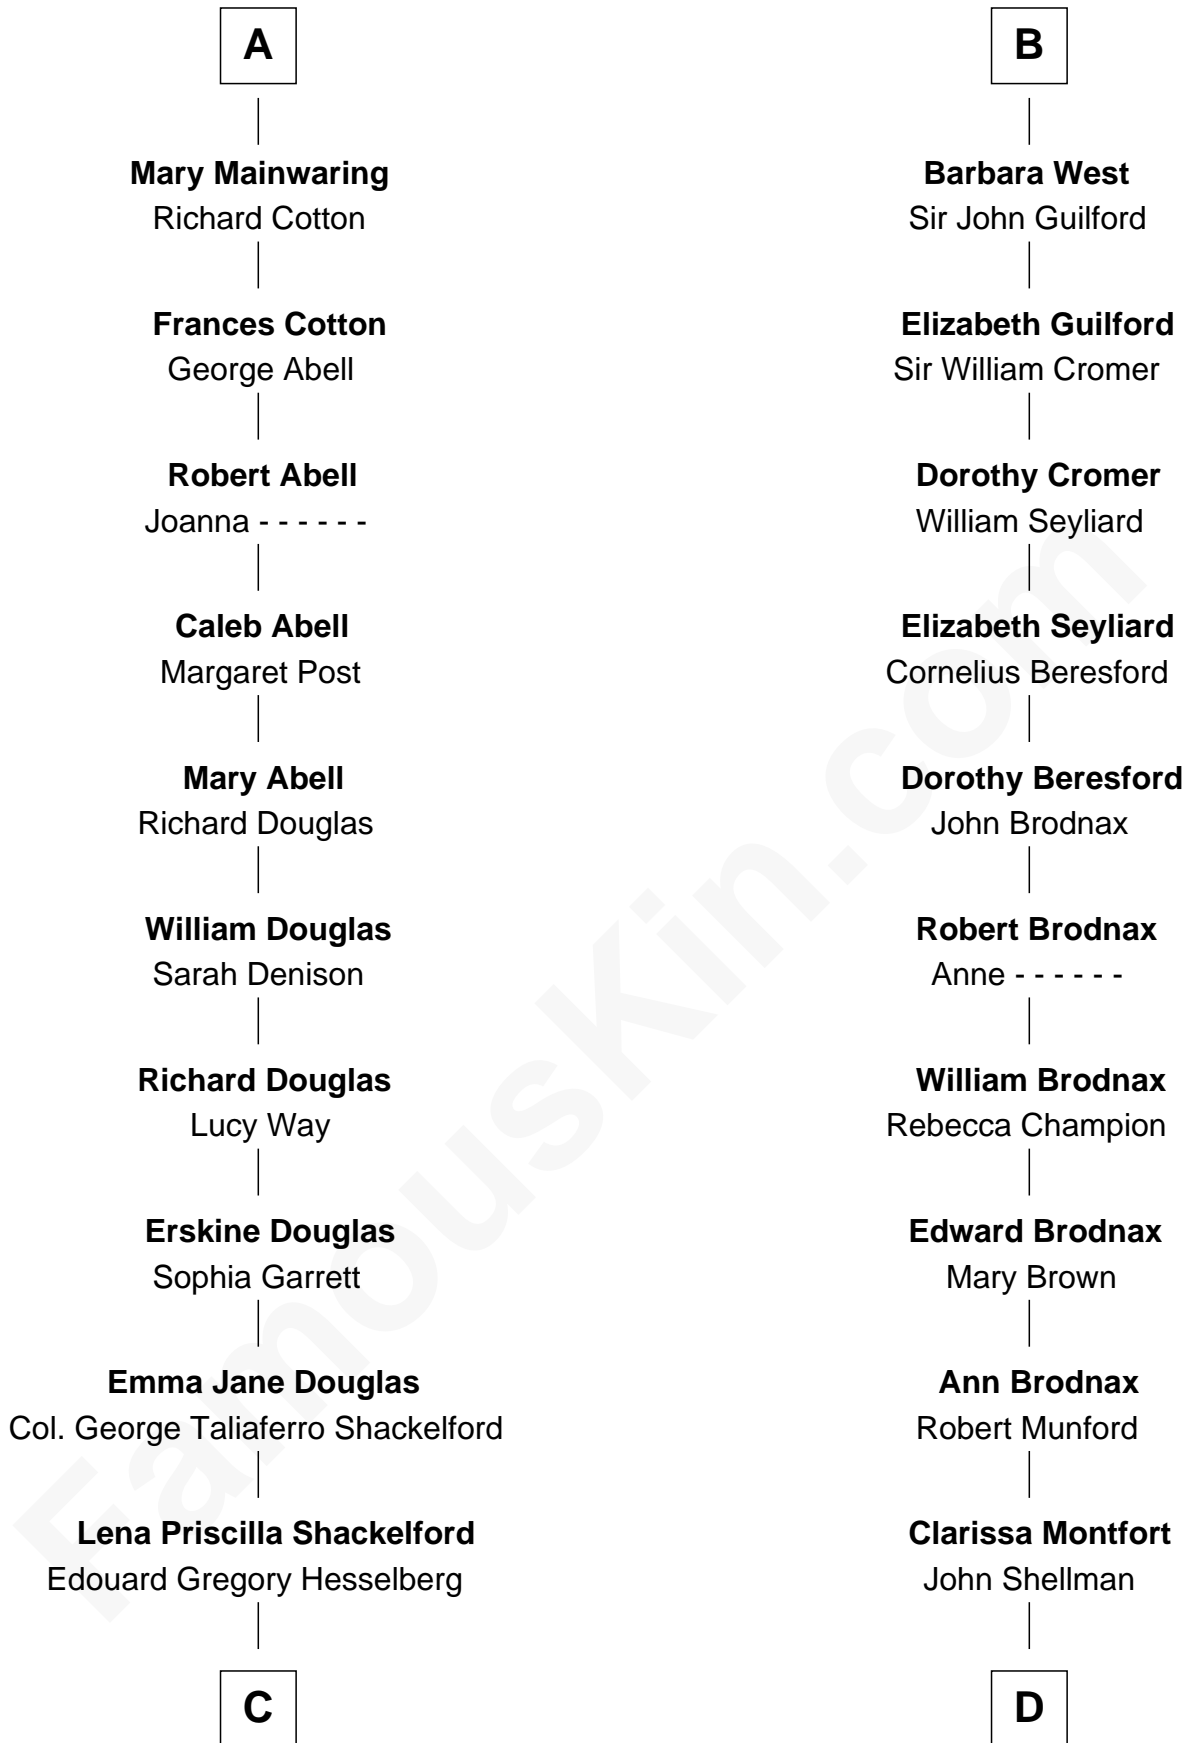 A
Mary Mainwaring
Richard Cotton
Frances Cotton
George Abell
Robert Abell
Joanna - - - - - -
Caleb Abell
Margaret Post
Mary Abell
Richard Douglas
William Douglas
Sarah Denison
Richard Douglas
Lucy Way
Erskine Douglas
Sophia Garrett
Emma Jane Douglas
Col. George Taliaferro Shackelford
Lena Priscilla Shackelford
Edouard Gregory Hesselberg
C
B
Barbara West
Sir John Guilford
Elizabeth Guilford
Sir William Cromer
Dorothy Cromer
William Seyliard
Elizabeth Seyliard
Cornelius Beresford
Dorothy Beresford
John Brodnax
Robert Brodnax
Anne - - - - - -
William Brodnax
Rebecca Champion
Edward Brodnax
Mary Brown
Ann Brodnax
Robert Munford
Clarissa Montfort
John Shellman
D
FamousKin.com